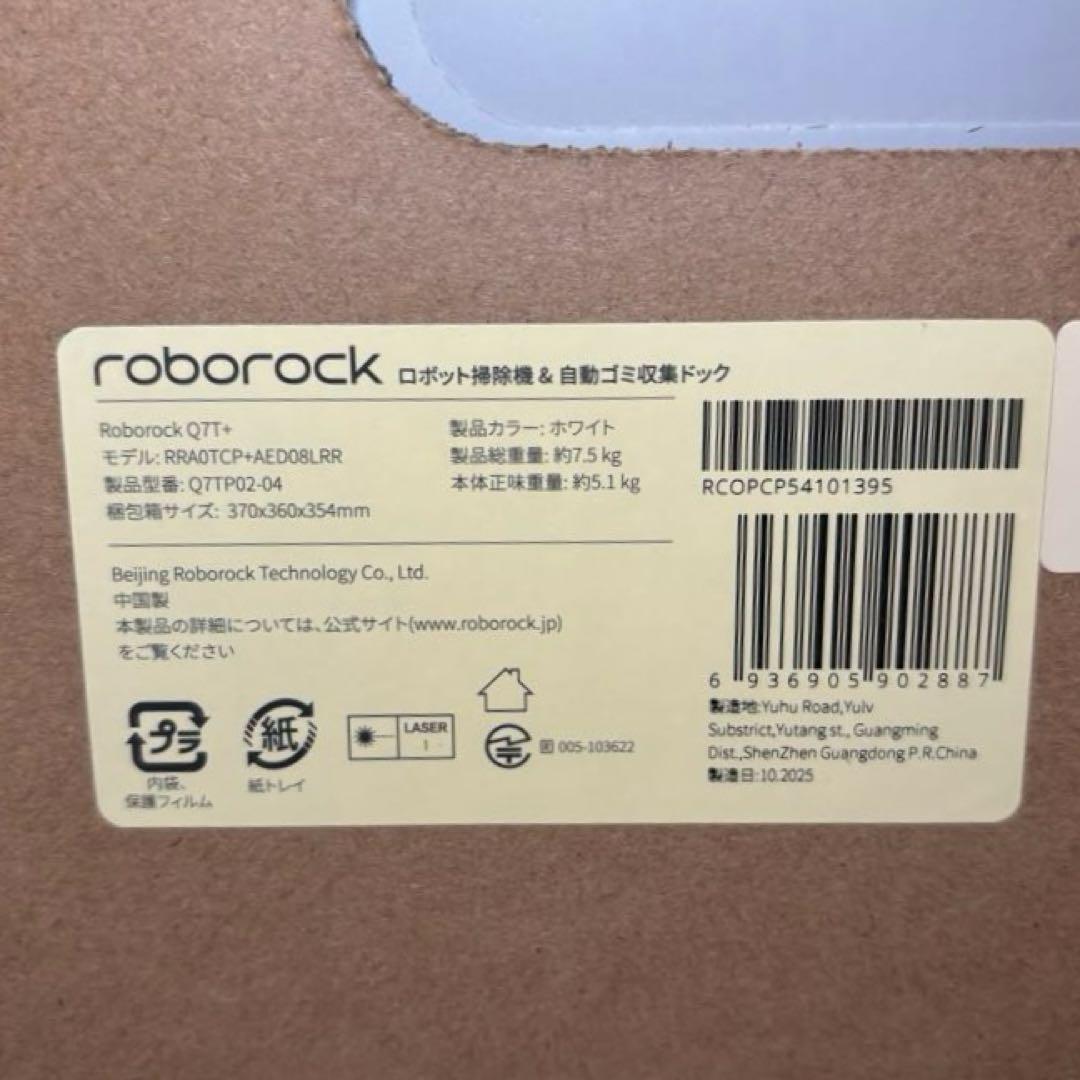 roborock ロボット掃除機 & 自動ゴミ収集ドック
Roborock Q7T+
モデル: RRA0TCP+AED08LRR
製品型番: Q7TP02-04
梱包箱サイズ: 370x360x354mm
製品カラー: ホワイト
製品総重量: 約7.5 kg
本体正味重量: 約5.1 kg
RCOPCP54101395
Beijing Roborock Technology Co., Ltd.
中国製
本製品の詳細については、公式サイト(www.roborock.jp)
をご覧ください
6 936905 902887
製造地:Yuhu Road,Yulv
Substrict,Yutang st., Guangming
Dist.,ShenZhen Guangdong P.R.China
製造日:10.2025
プラ
内袋、
保護フィルム
紙
紙トレイ
LASER
1
005-103622